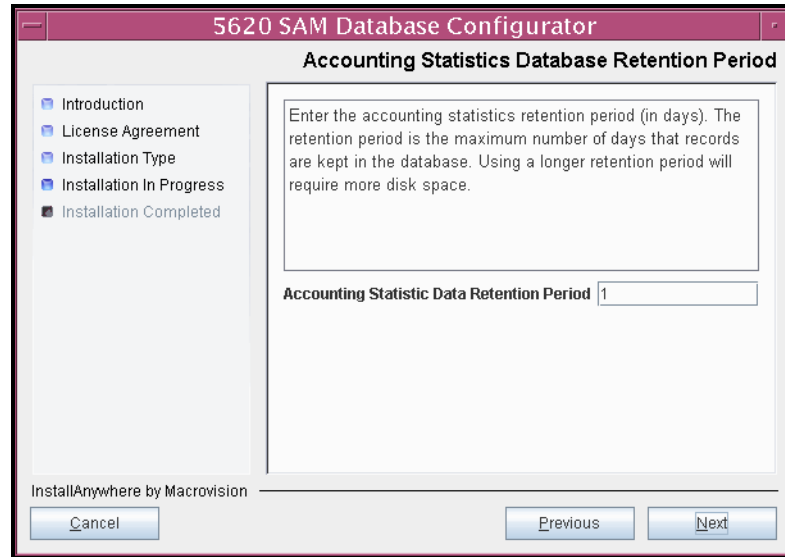 5620 SAM Database Configurator
Accounting Statistics Database Retention Period
Introduction
License Agreement
Installation Type
Installation In Progress
Installation Completed
Enter the accounting statistics retention period (in days). The
retention period is the maximum number of days that records
are kept in the database. Using a longer retention period will
require more disk space.
Accounting Statistic Data Retention Period 1
InstallAnywhere by Macrovision
Cancel
Previous
Next